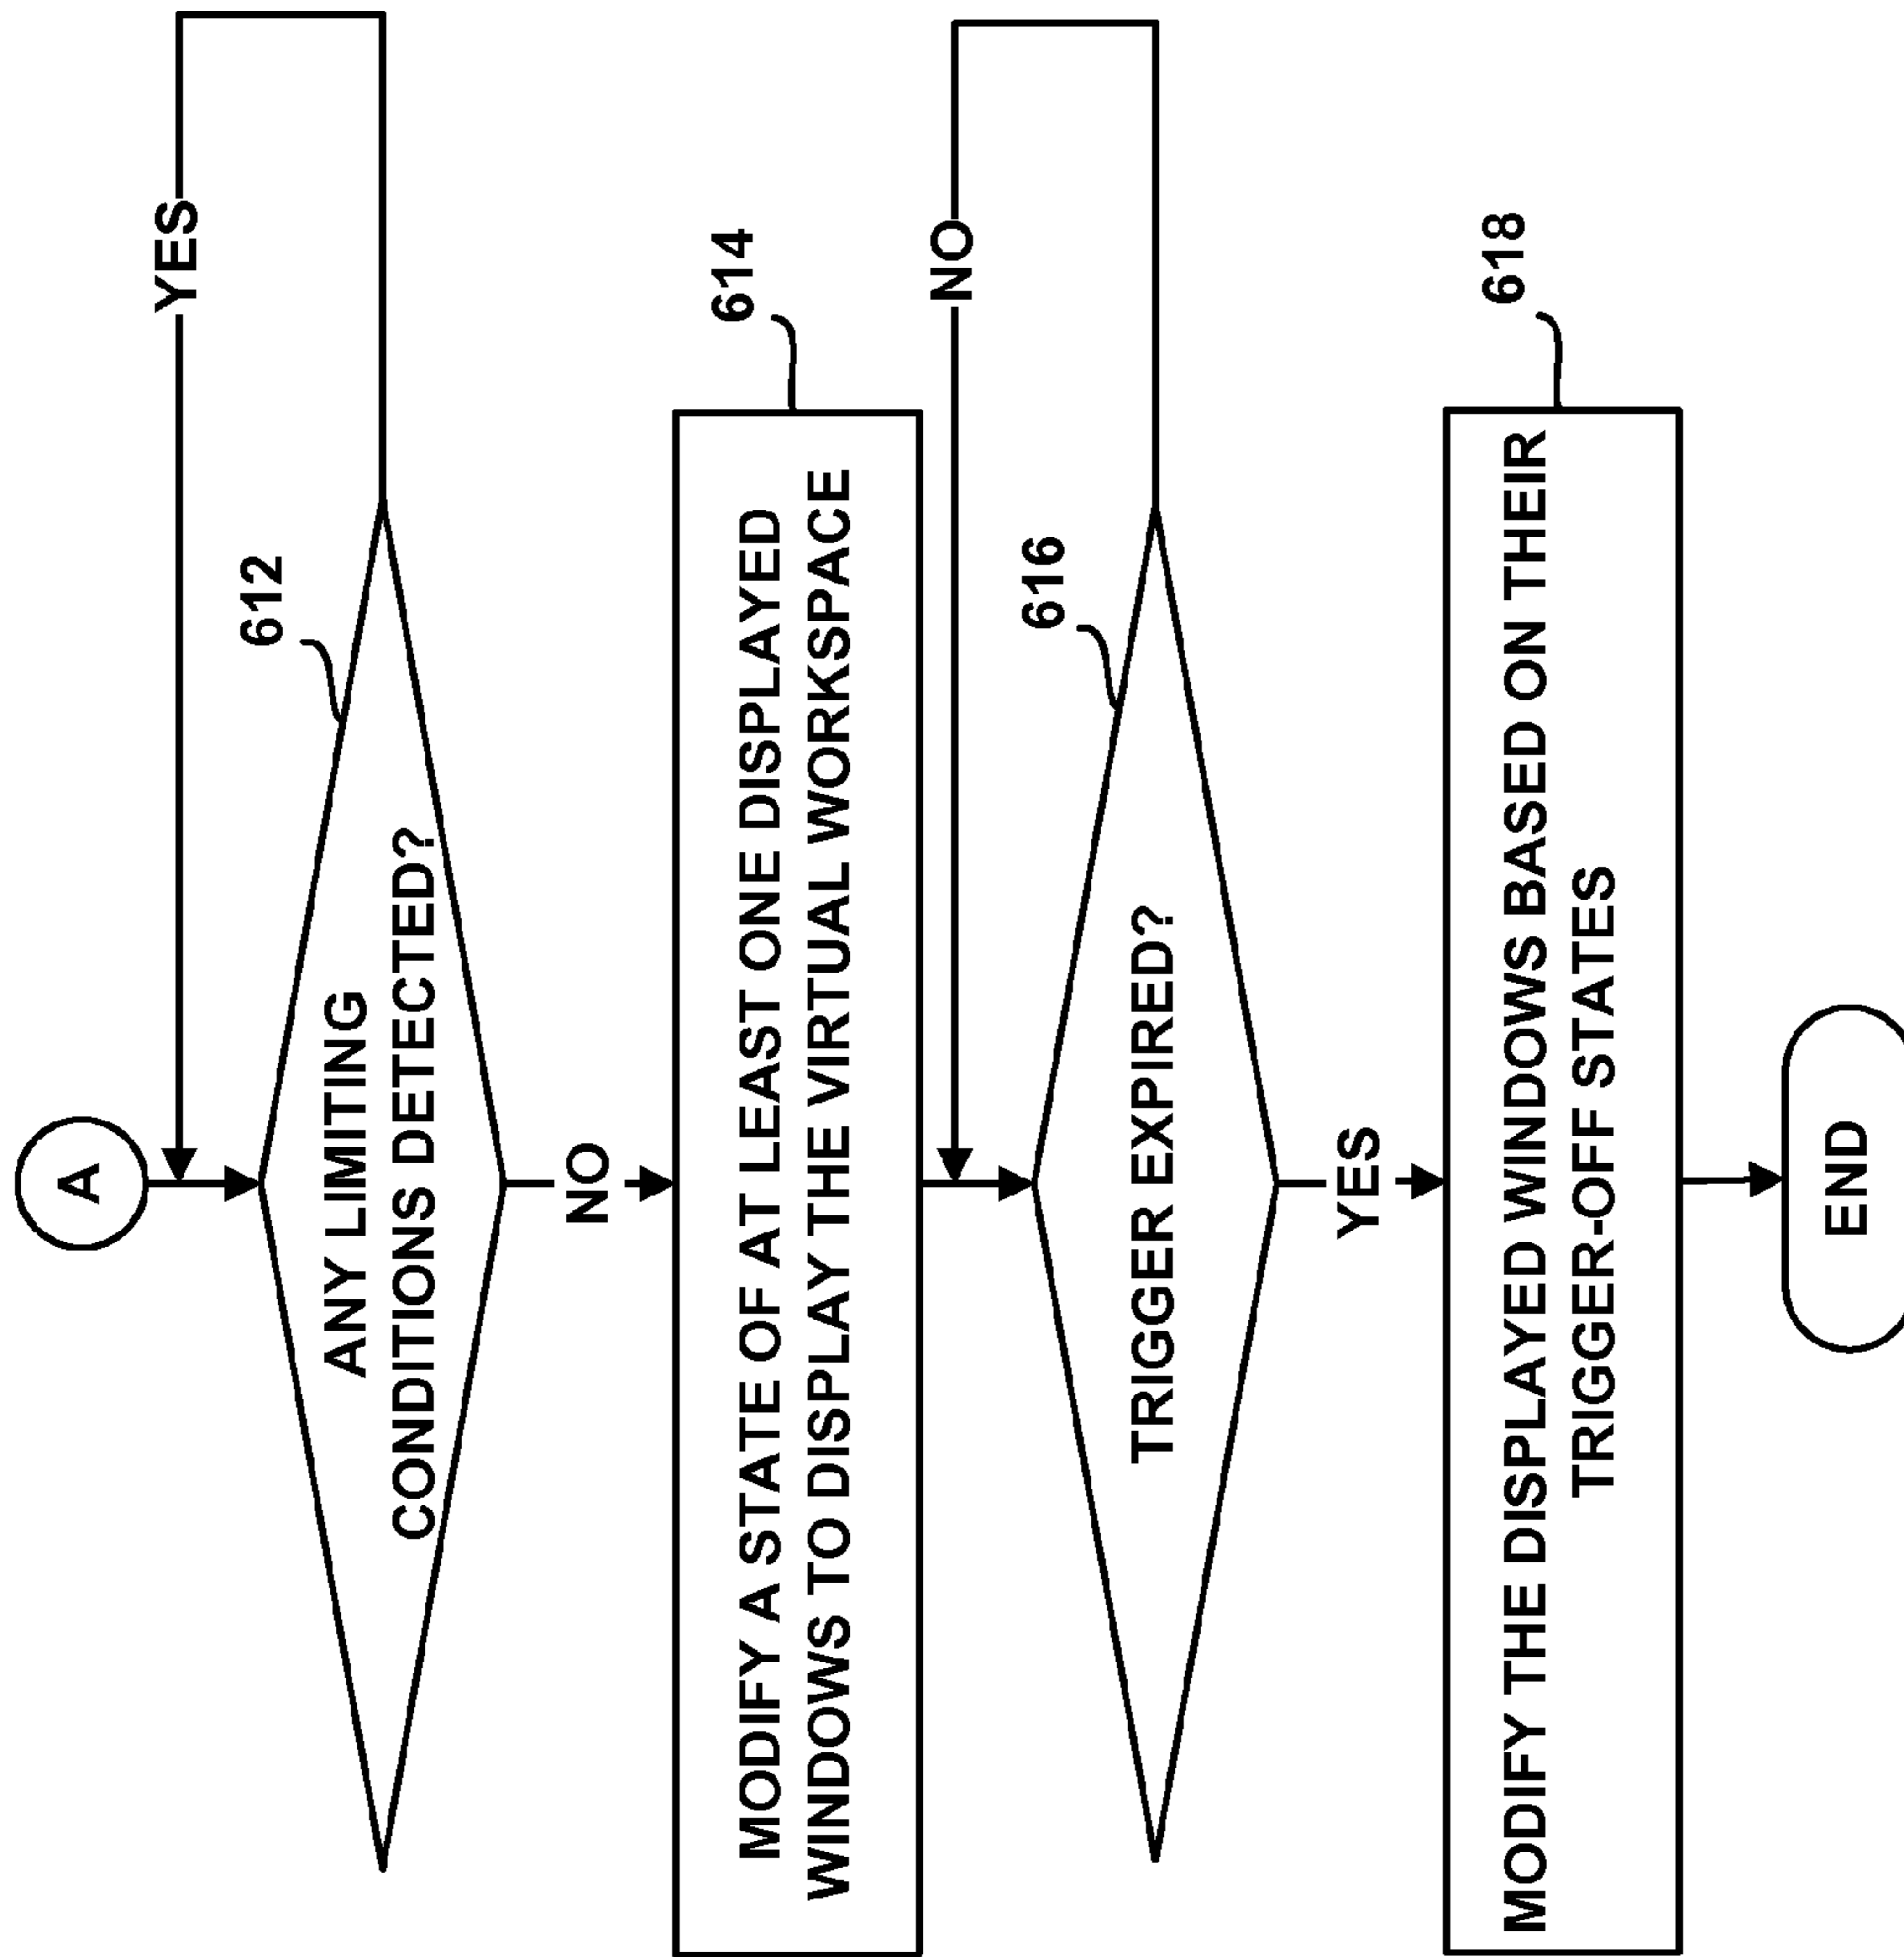 A
YES
612
ANY LIMITING
CONDITIONS DETECTED?
NO
614
MODIFY A STATE OF AT LEAST ONE DISPLAYED
WINDOWS TO DISPLAY THE VIRTUAL WORKSPACE
NO
616
TRIGGER EXPIRED?
YES
618
MODIFY THE DISPLAYED WINDOWS BASED ON THEIR
TRIGGER-OFF STATES
END